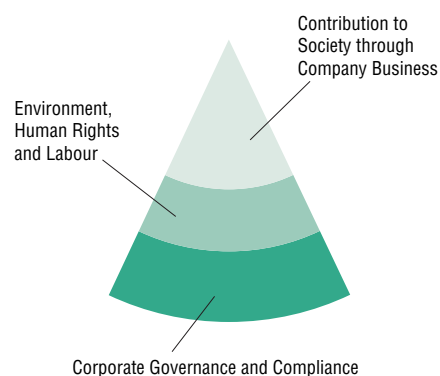 Contribution to
Society through
Company Business
Environment,
Human Rights
and Labour
Corporate Governance and Compliance